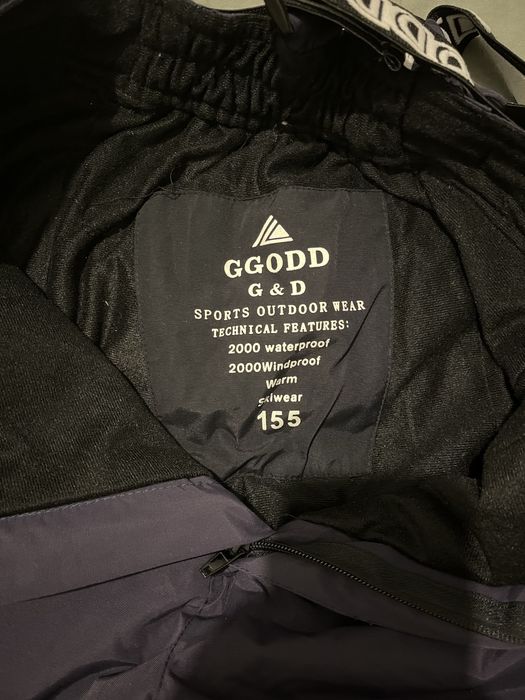 GGODD
G & D
SPORTS OUTDOOR WEAR
TECHNICAL FEATURES:
2000 waterproof
2000Windproof
Warm
Skiwear
155